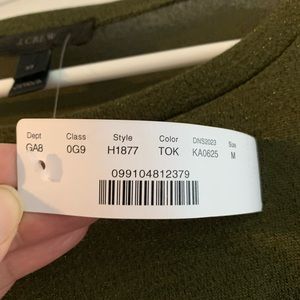 J.CREW
Dept Class Style Color DNS2023 Size
GA8 0G9 H1877 TOK KA0625 M
099104812379